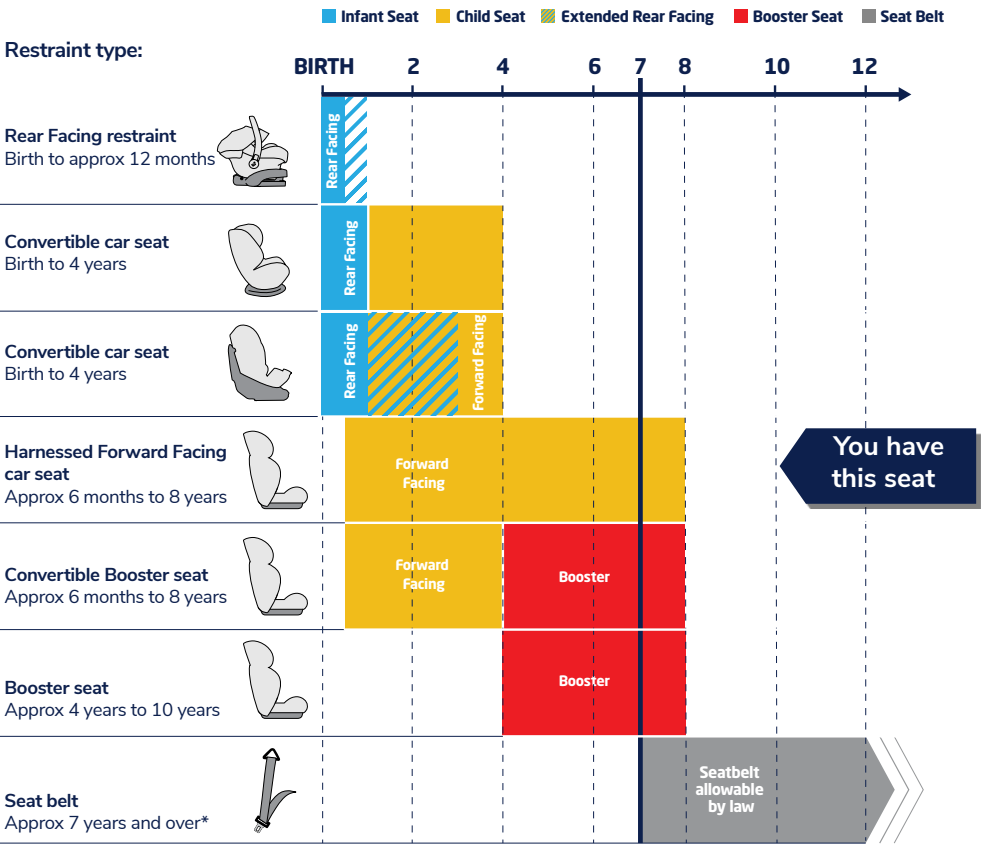 Infant Seat Child Seat Extended Rear Facing Booster Seat Seat Belt
Restraint type:
BIRTH 2 4 6 7 8 10 12
Rear Facing restraint
Birth to approx 12 months
Rear Facing
Convertible car seat
Birth to 4 years
Rear Facing
Convertible car seat
Birth to 4 years
Rear Facing
Forward Facing
Harnessed Forward Facing
car seat
Approx 6 months to 8 years
Forward
Facing
You have
this seat
Convertible Booster seat
Approx 6 months to 8 years
Forward
Facing
Booster
Booster seat
Approx 4 years to 10 years
Booster
Seat belt
Approx 7 years and over*
Seatbelt
allowable
by law